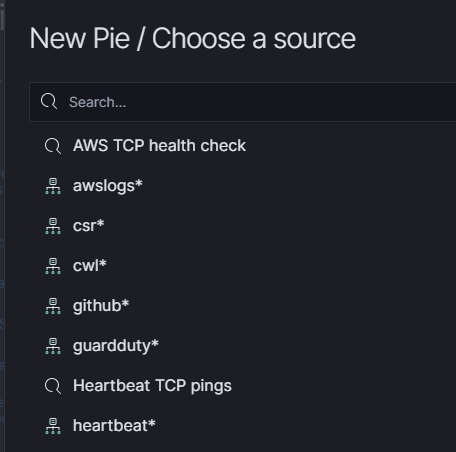 New Pie / Choose a source
Search...
AWS TCP health check
awslogs*
csr*
cwl*
github*
guardduty*
Heartbeat TCP pings
heartbeat*